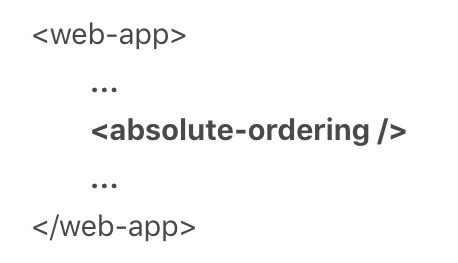 <web-app>
...
<absolute-ordering />
...
</web-app>